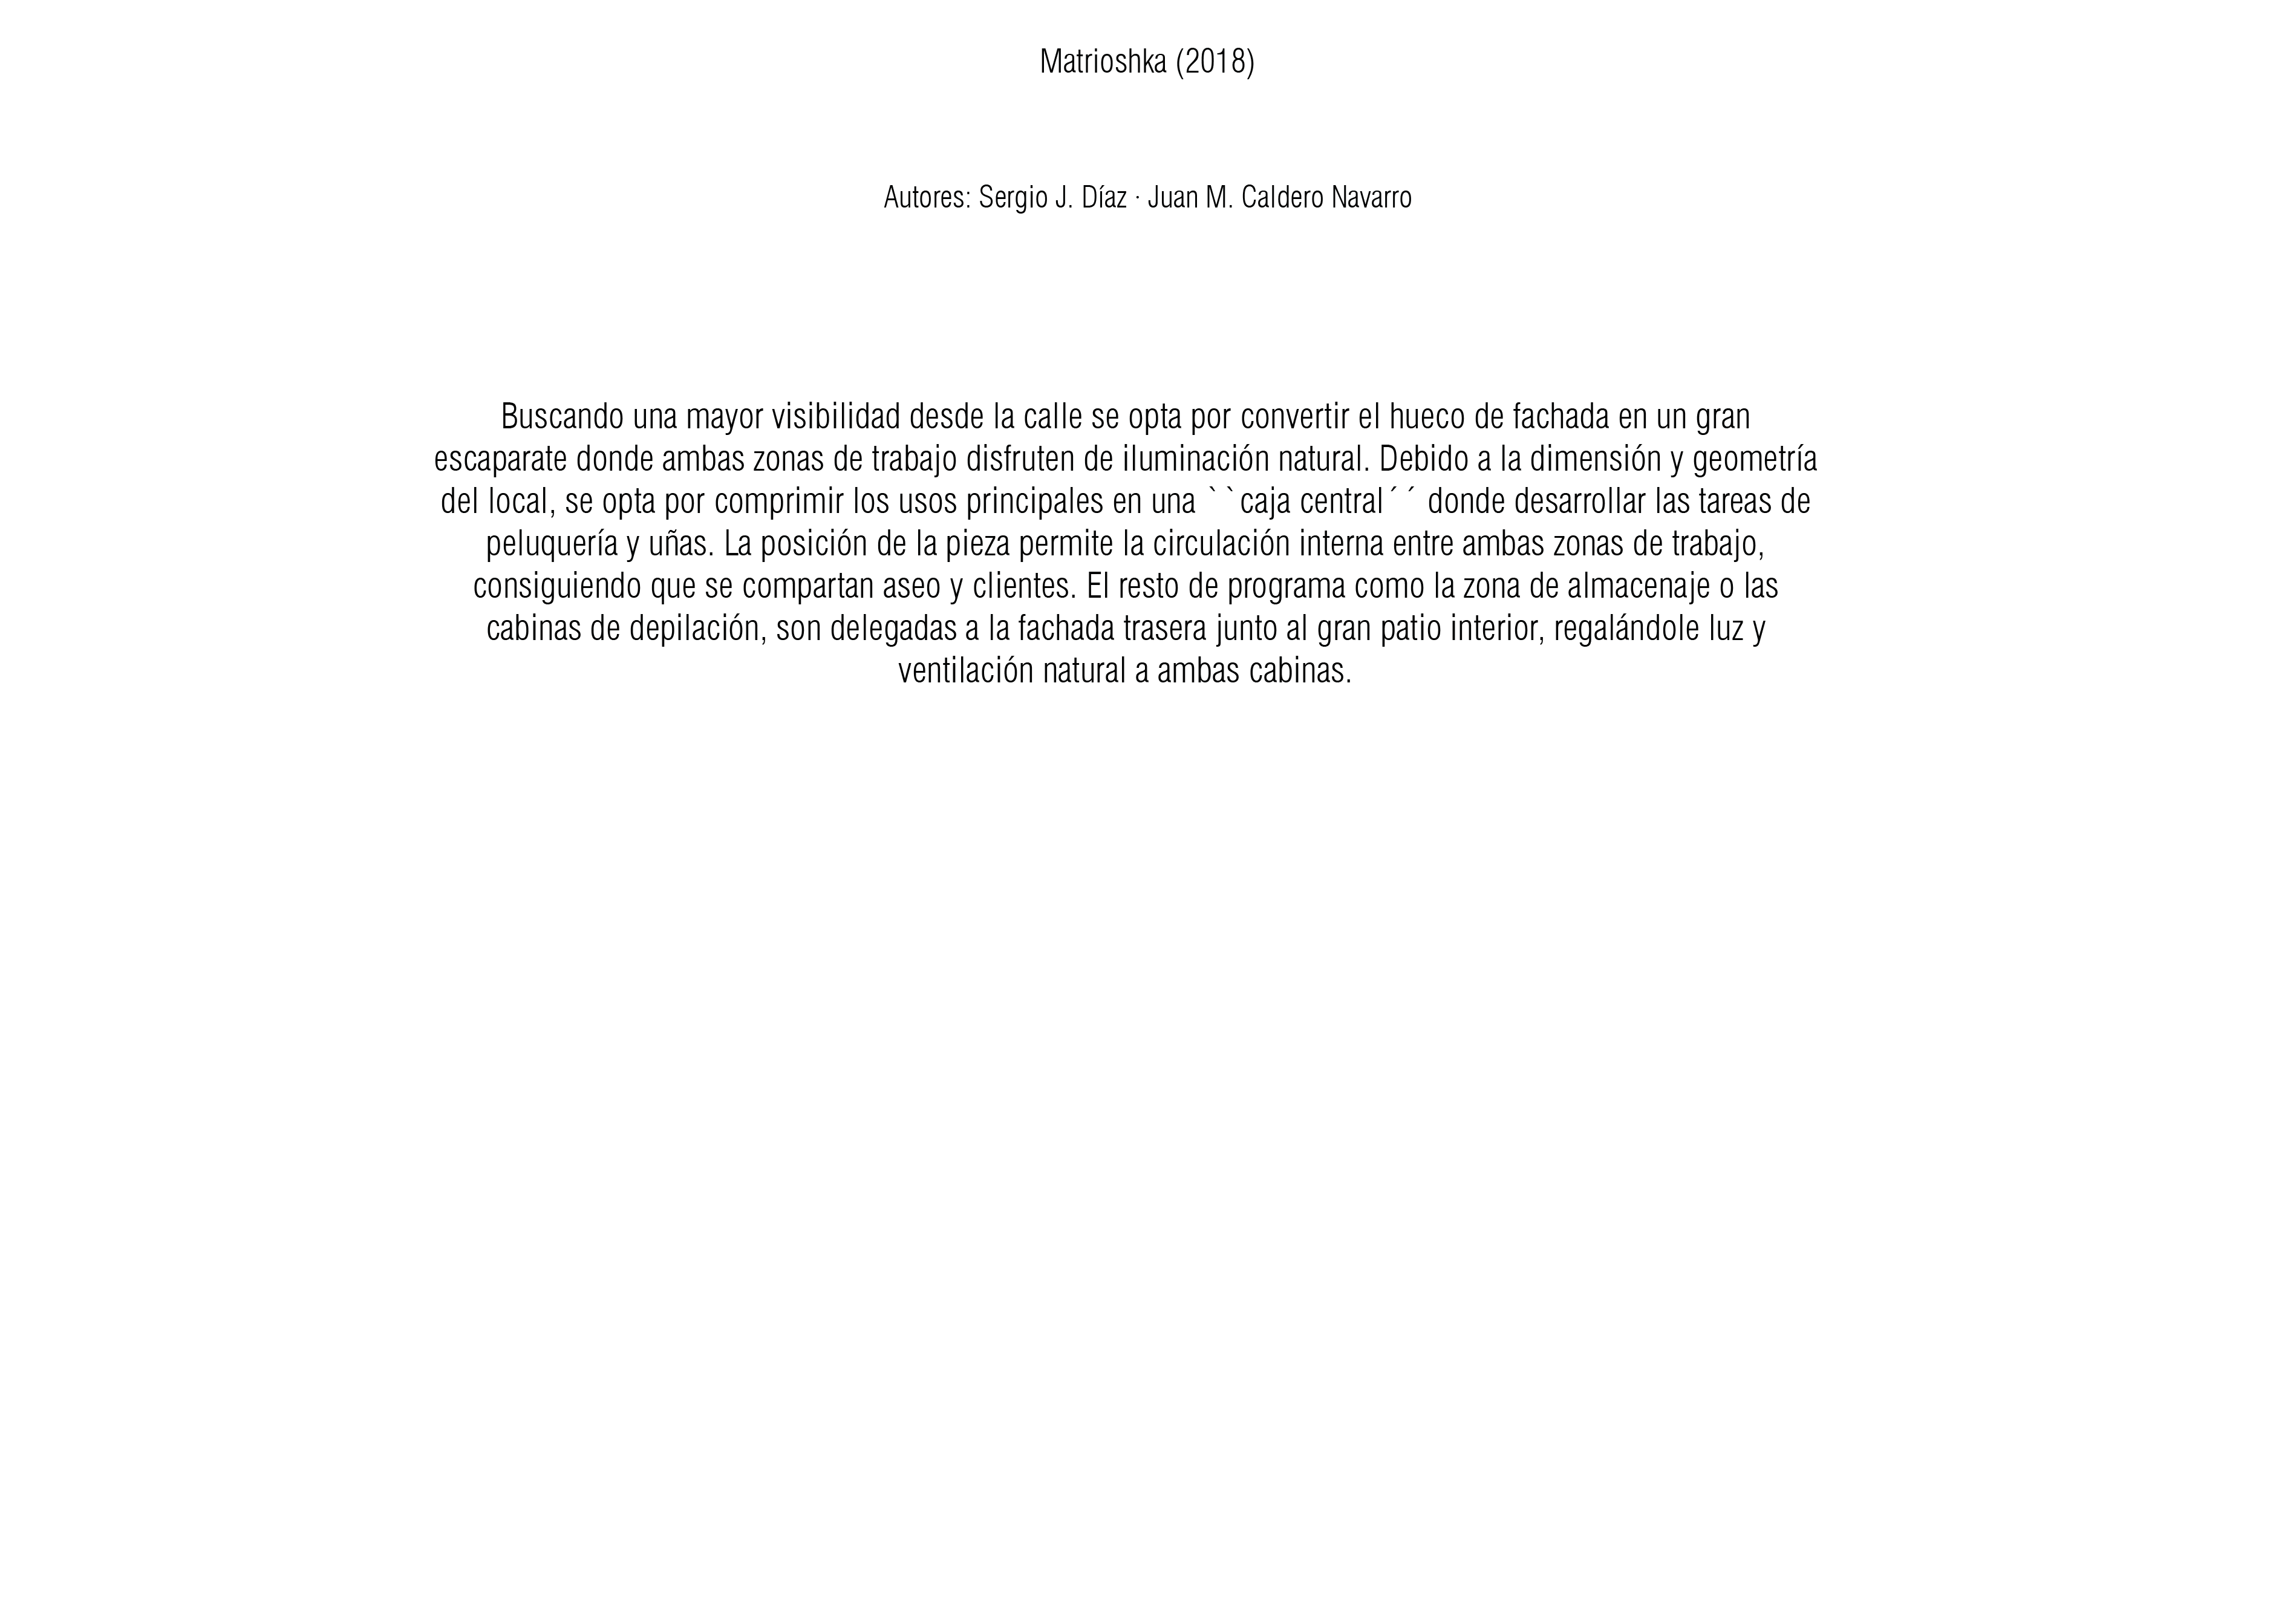 Matrioshka (2018)
Autores: Sergio J. Díaz · Juan M. Caldero Navarro
Buscando una mayor visibilidad desde la calle se opta por convertir el hueco de fachada en un gran
escaparate donde ambas zonas de trabajo disfruten de iluminación natural. Debido a la dimensión y geometría
del local, se opta por comprimir los usos principales en una ``caja central´´ donde desarrollar las tareas de
peluquería y uñas. La posición de la pieza permite la circulación interna entre ambas zonas de trabajo,
consiguiendo que se compartan aseo y clientes. El resto de programa como la zona de almacenaje o las
cabinas de depilación, son delegadas a la fachada trasera junto al gran patio interior, regalándole luz y
ventilación natural a ambas cabinas.